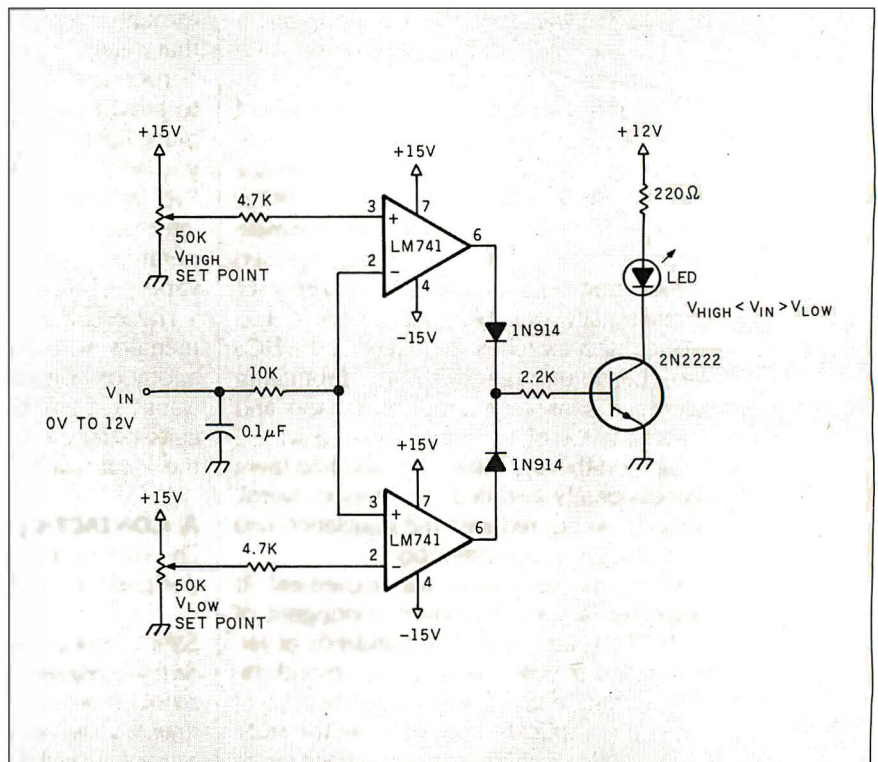 +15V
4.7K
50K
VHIGH
SET POINT
+15V
3
+
7
LM741
6
2
−
4
−15V
1N914
+12V
220Ω
LED
VHIGH < VIN > VLOW
2N2222
2.2K
VIN
0V TO 12V
10K
0.1μF
1N914
+15V
3
+
7
LM741
6
2
−
4
−15V
+15V
4.7K
50K
VLOW
SET POINT